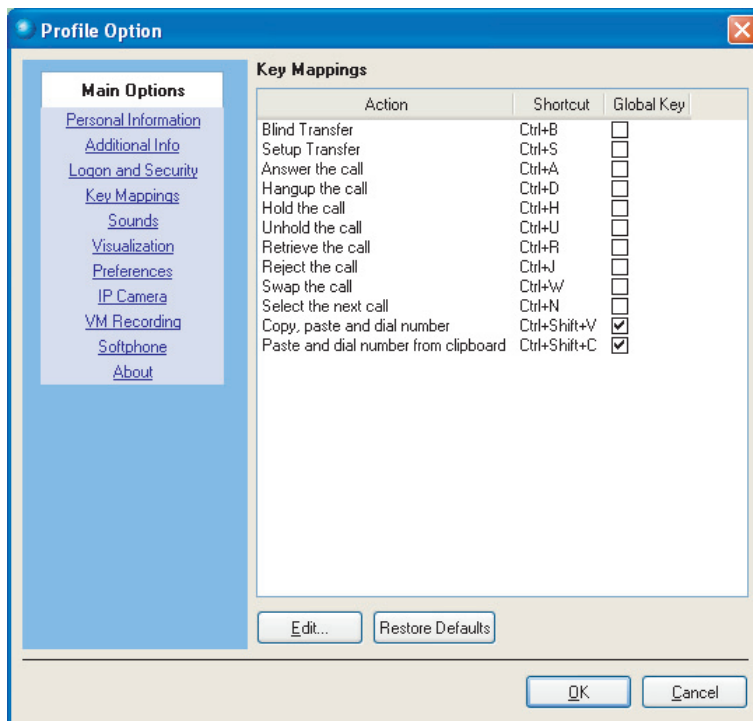 Profile Option
Main Options
Personal Information
Additional Info
Logon and Security
Key Mappings
Sounds
Visualization
Preferences
IP Camera
VM Recording
Softphone
About
Key Mappings
Action Shortcut Global Key
Blind Transfer Ctrl+B
Setup Transfer Ctrl+S
Answer the call Ctrl+A
Hangup the call Ctrl+D
Hold the call Ctrl+H
Unhold the call Ctrl+U
Retrieve the call Ctrl+R
Reject the call Ctrl+J
Swap the call Ctrl+W
Select the next call Ctrl+N
Copy, paste and dial number Ctrl+Shift+V
Paste and dial number from clipboard Ctrl+Shift+C
Edit... Restore Defaults
OK Cancel